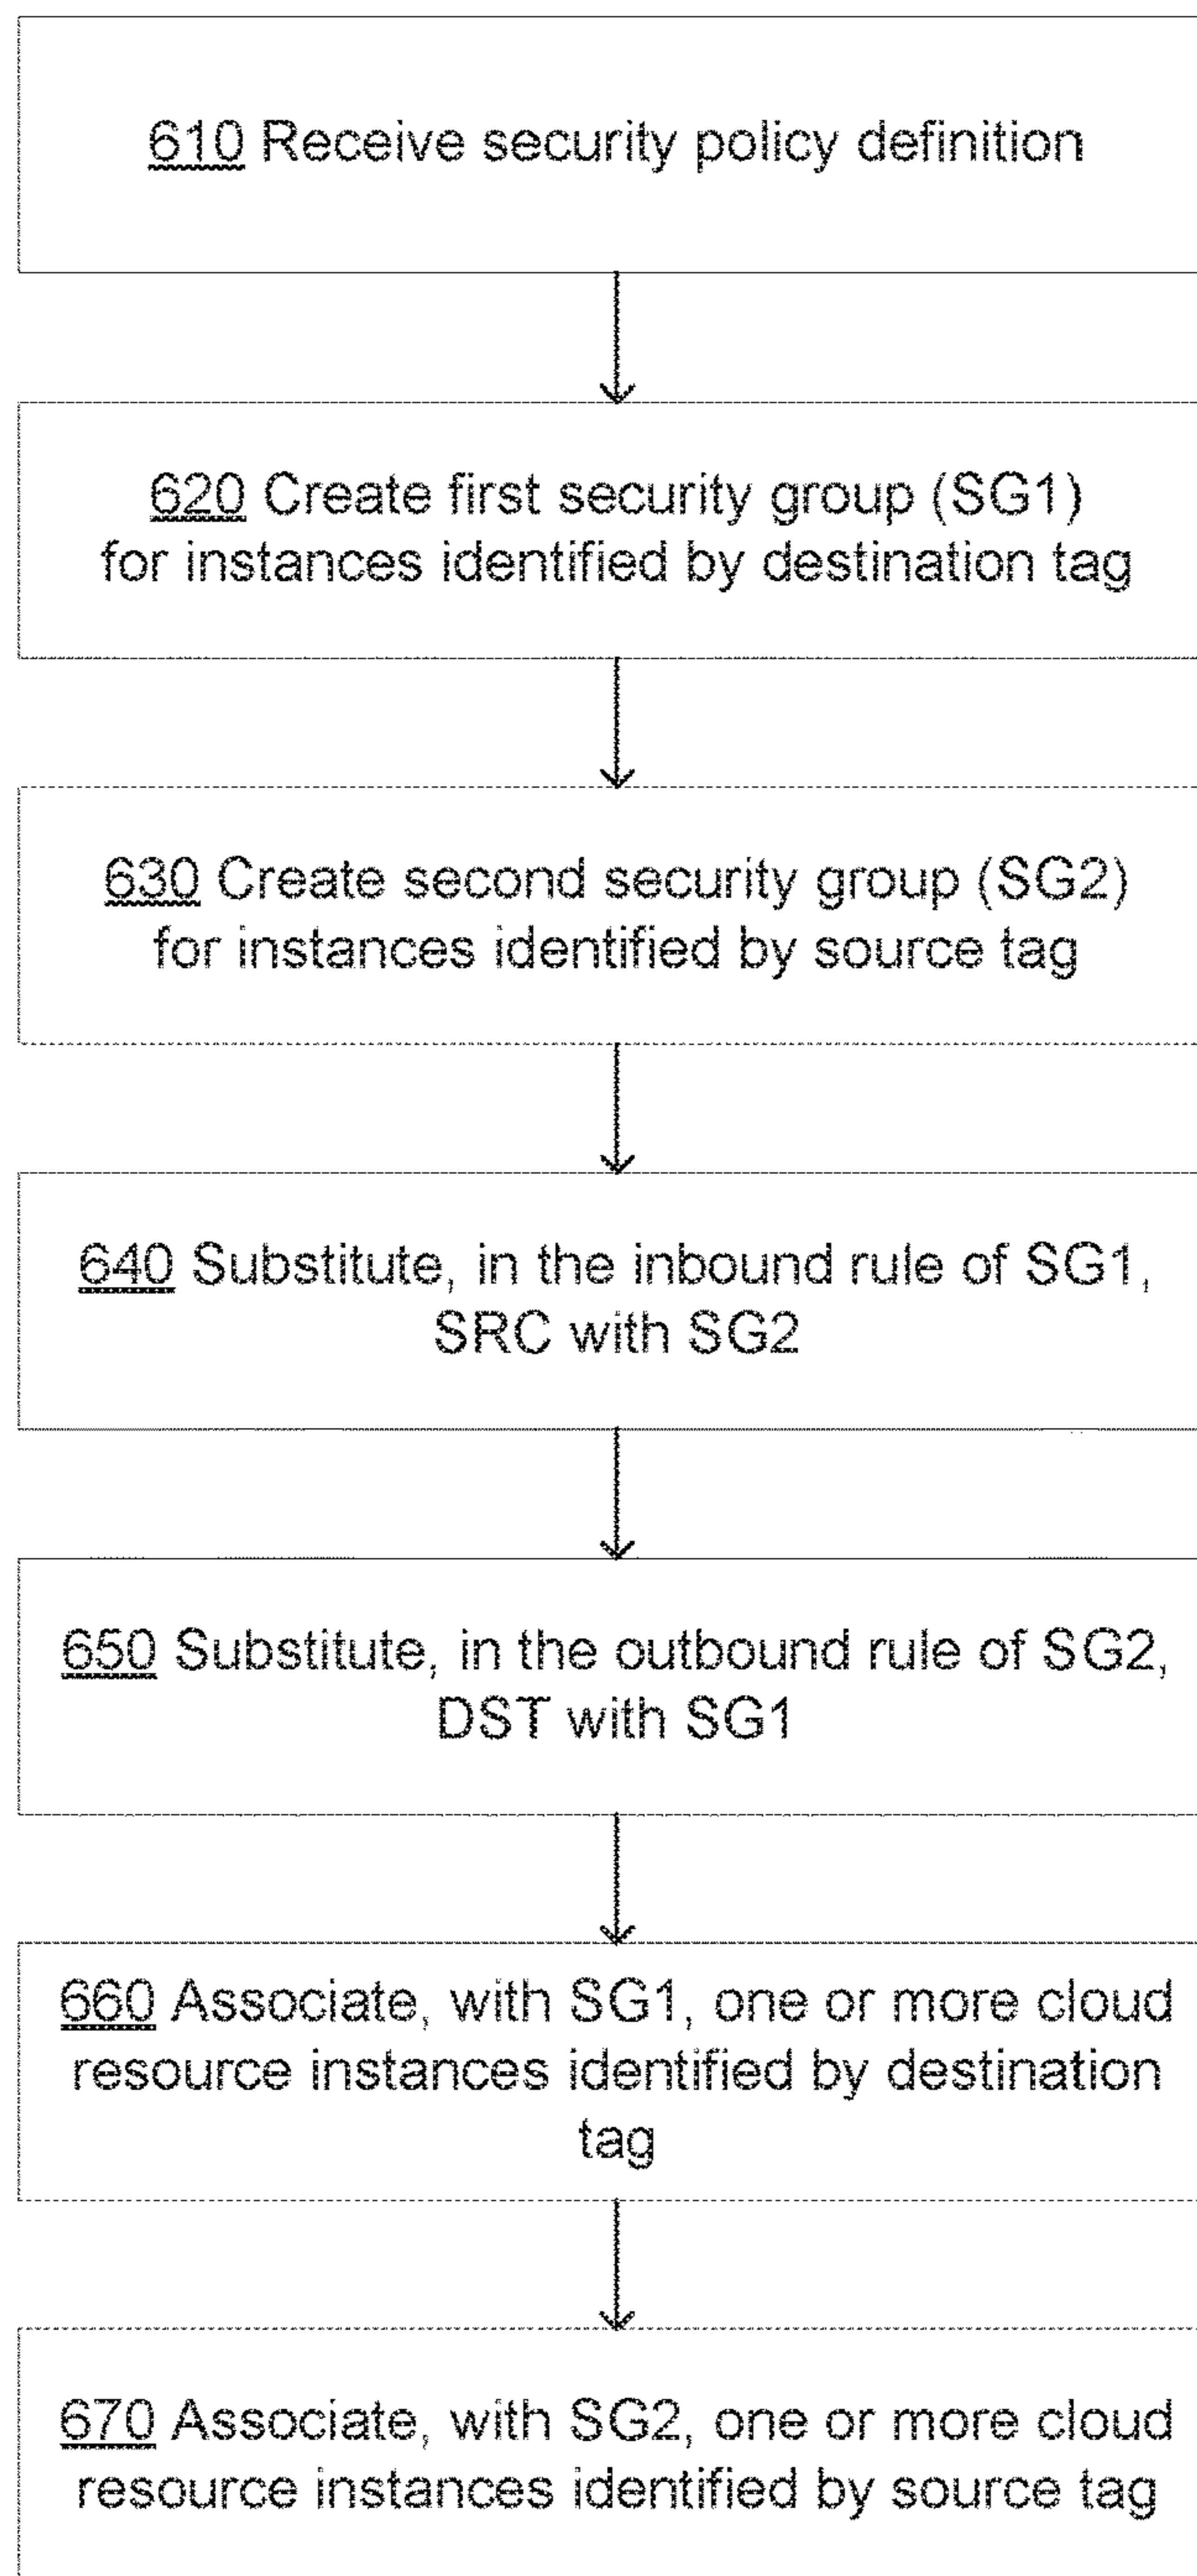 610 Receive security policy definition
620 Create first security group (SG1)
for instances identified by destination tag
630 Create second security group (SG2)
for instances identified by source tag
640 Substitute, in the inbound rule of SG1,
SRC with SG2
650 Substitute, in the outbound rule of SG2,
DST with SG1
660 Associate, with SG1, one or more cloud
resource instances identified by destination
tag
670 Associate, with SG2, one or more cloud
resource instances identified by source tag